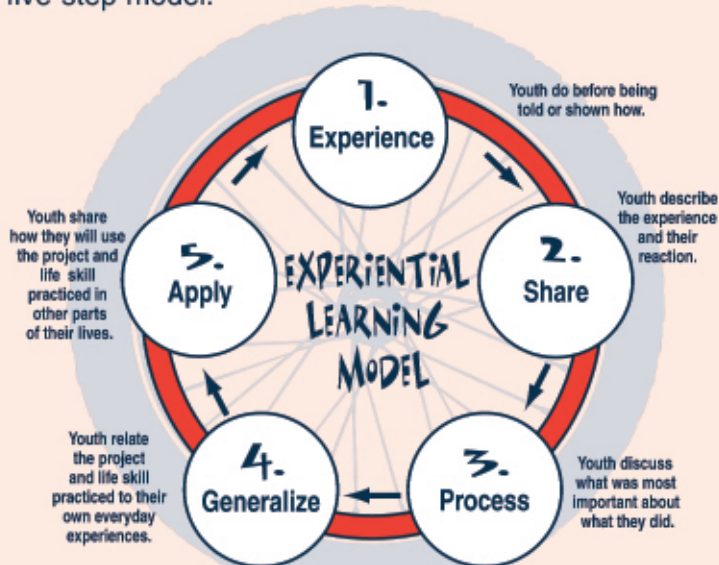 five-step model.
1.
Experience
Youth do before being
told or shown how.
2.
Share
Youth describe
the experience
and their
reaction.
3.
Process
Youth discuss
what was most
important about
what they did.
4.
Generalize
Youth relate
the project
and life skill
practiced to their
own everyday
experiences.
5.
Apply
Youth share
how they will use
the project and
life skill
practiced in
other parts
of their lives.
EXPERiENTiAL
LEARNiNG
MoDEL